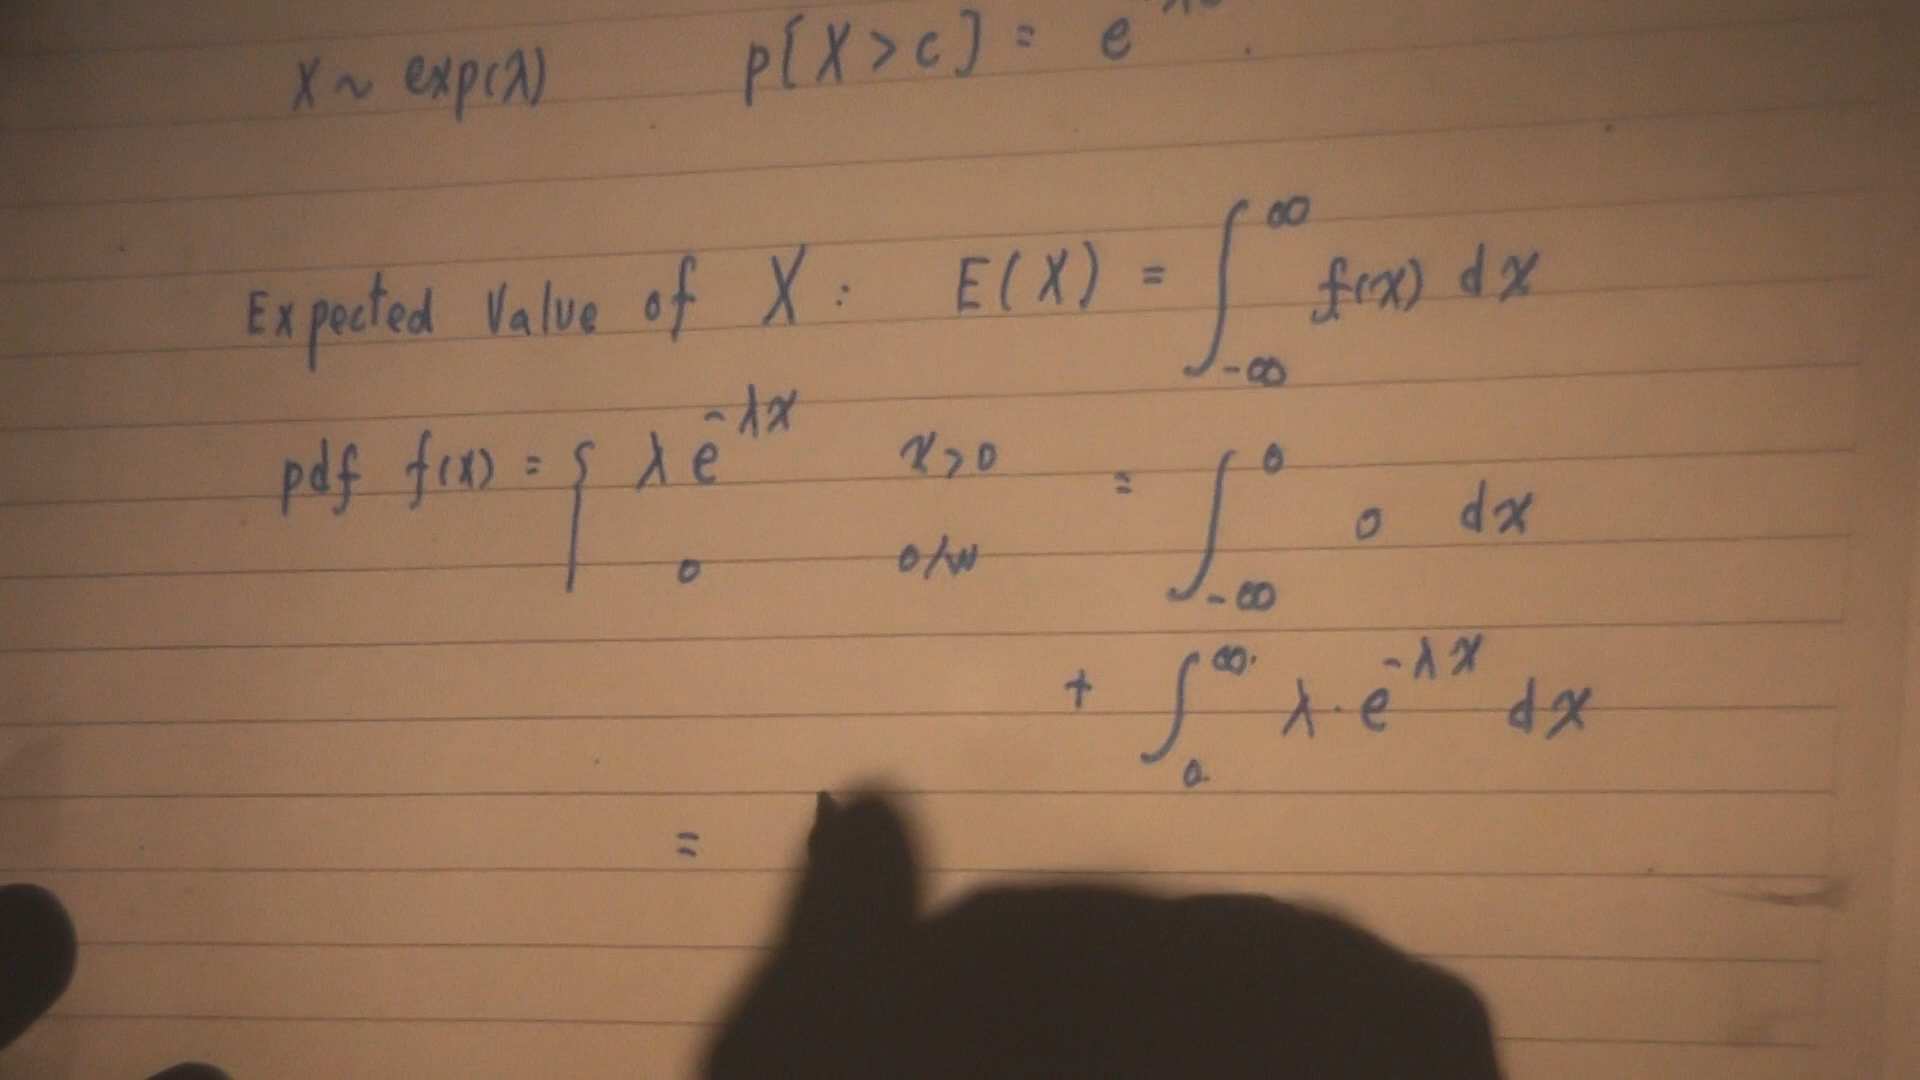 X ~ exp(λ) P[X > c] = e
Expected Value of X : E(X) = ∫_{-∞}^{∞} f(x) dx
pdf f(x) = { λ e^{-λx} x > 0
0 o/w
= ∫_{-∞}^{0} 0 dx
+ ∫_{0}^{∞} λ · e^{-λx} dx
=